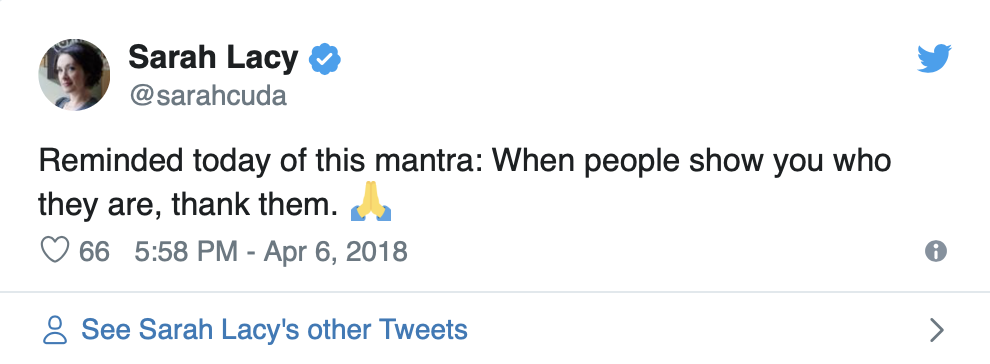 Sarah Lacy
@sarahcuda
Reminded today of this mantra: When people show you who
they are, thank them. 🙏
66 5:58 PM - Apr 6, 2018
See Sarah Lacy's other Tweets